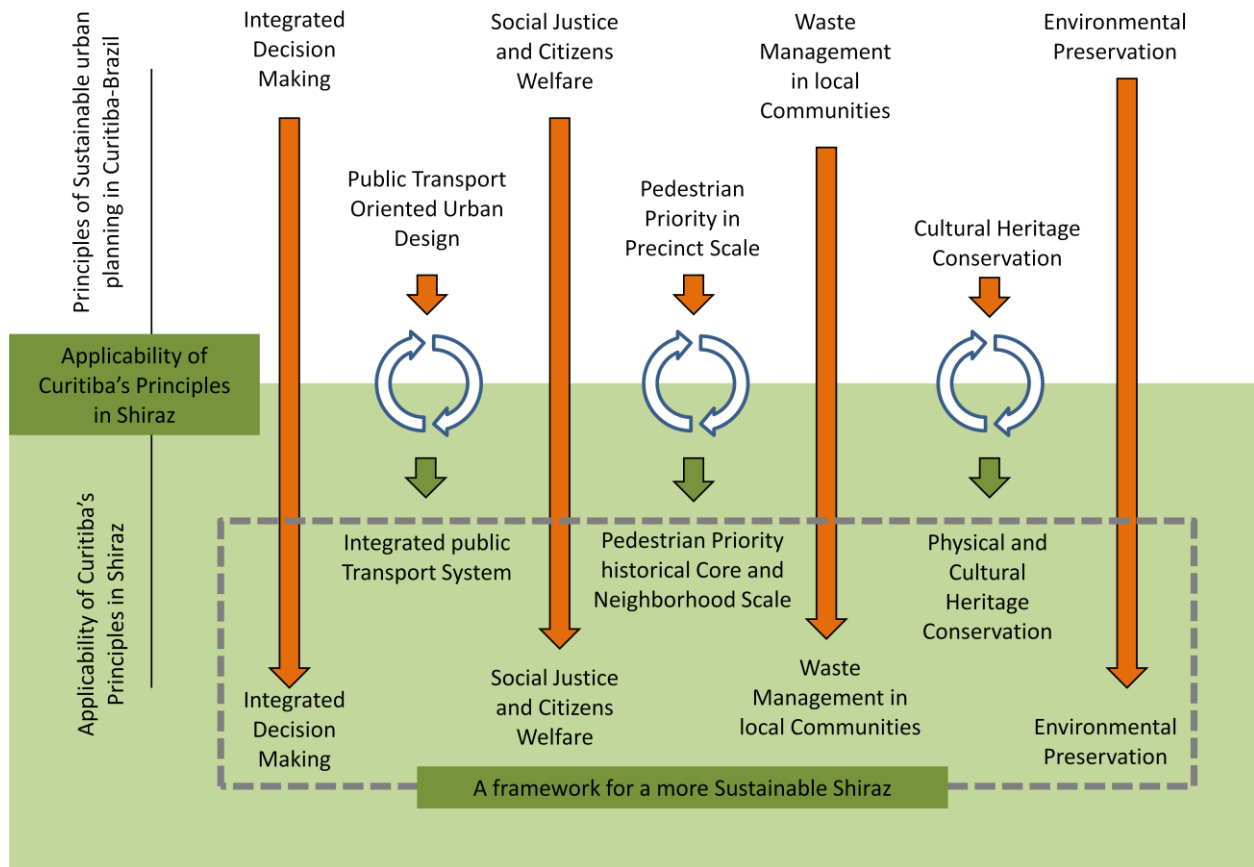 Integrated
Decision
Making
Social Justice
and Citizens
Welfare
Waste
Management
in local
Communities
Environmental
Preservation
Principles of Sustainable urban
planning in Curitiba-Brazil
Public Transport
Oriented Urban
Design
Pedestrian
Priority in
Precinct Scale
Cultural Heritage
Conservation
Applicability of
Curitiba's Principles
in Shiraz
Applicability of Curitiba's
Principles in Shiraz
Integrated public
Transport System
Pedestrian Priority
historical Core and
Neighborhood Scale
Physical and
Cultural
Heritage
Conservation
Integrated
Decision
Making
Social Justice
and Citizens
Welfare
Waste
Management in
local Communities
Environmental
Preservation
A framework for a more Sustainable Shiraz